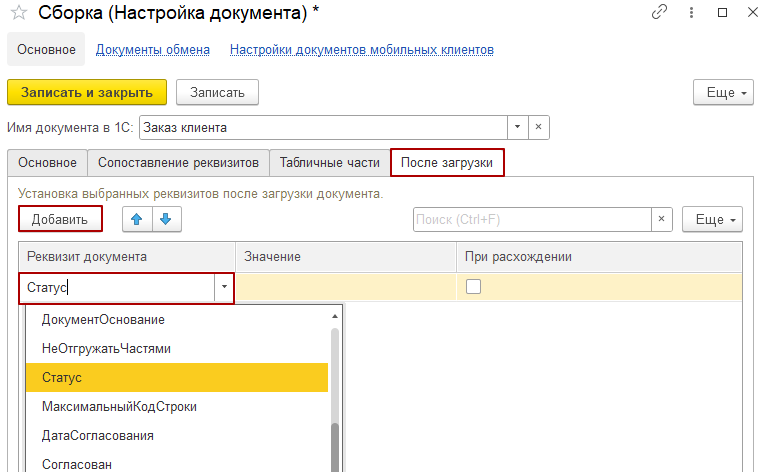 Сборка (Настройка документа) *
Основное Документы обмена Настройки документов мобильных клиентов
Записать и закрыть Записать Еще
Имя документа в 1С: Заказ клиента
Основное Сопоставление реквизитов Табличные части После загрузки
Установка выбранных реквизитов после загрузки документа.
Добавить Поиск (Ctrl+F) × Еще
Реквизит документа Значение При расхождении
Статус
ДокументОснование
НеОтгружатьЧастями
Статус
МаксимальныйКодСтроки
ДатаСогласования
Согласован